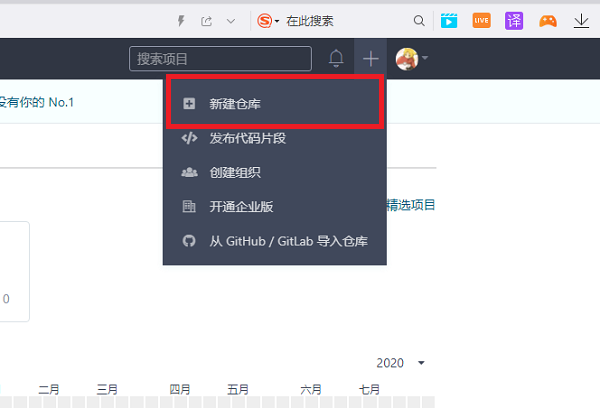 在此搜索
LIVE
译
搜索项目
没有你的 No.1
新建仓库
发布代码片段
创建组织
开通企业版
从 GitHub / GitLab 导入仓库
精选项目
0
2020
二月 三月 四月 五月 六月 七月